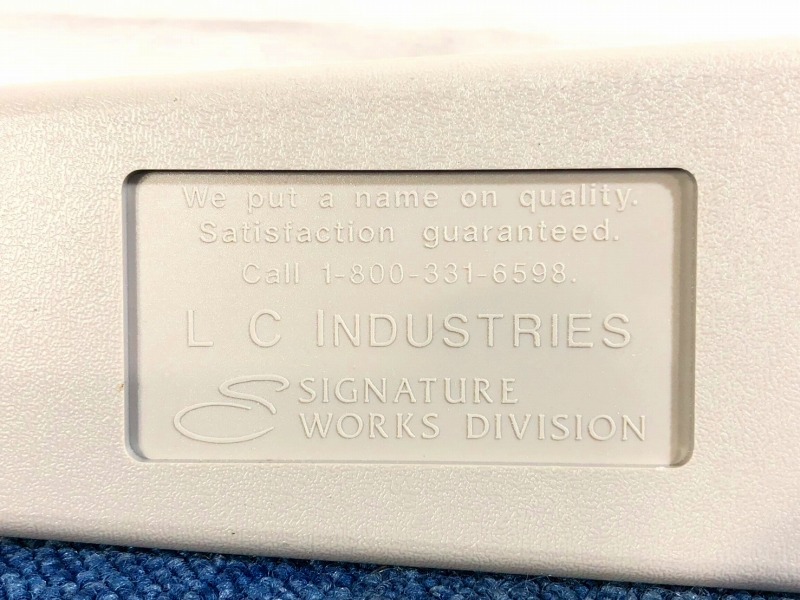 We put a name on quality.
Satisfaction guaranteed.
Call 1-800-331-6598.
L C INDUSTRIES
SIGNATURE
WORKS DIVISION